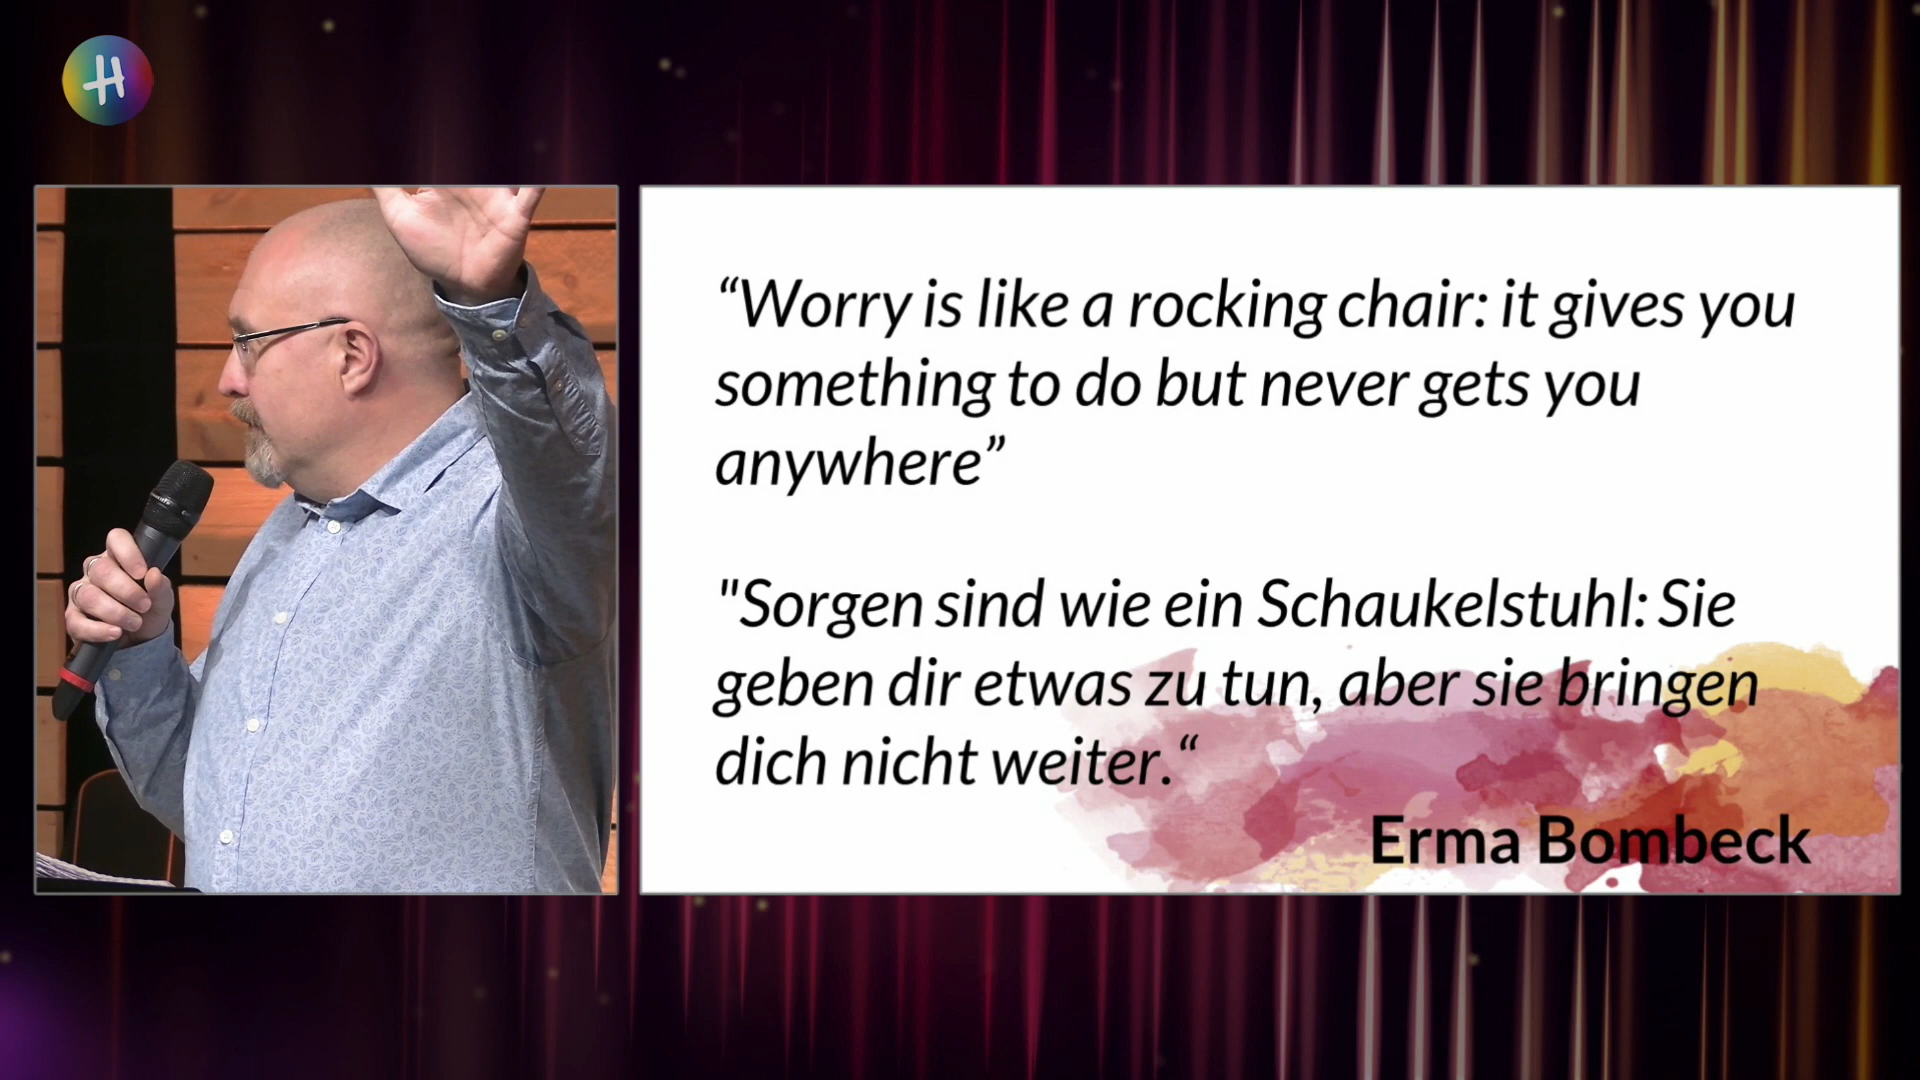 H
“Worry is like a rocking chair: it gives you
something to do but never gets you
anywhere”
"Sorgen sind wie ein Schaukelstuhl: Sie
geben dir etwas zu tun, aber sie bringen
dich nicht weiter.“
Erma Bombeck